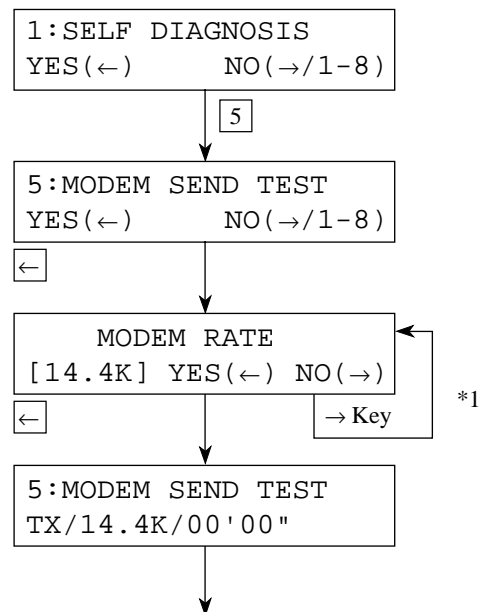 1:SELF DIAGNOSIS
YES(←) NO(→/1-8)
5
5:MODEM SEND TEST
YES(←) NO(→/1-8)
←
MODEM RATE
[14.4K] YES(←) NO(→)
← → Key *1
5:MODEM SEND TEST
TX/14.4K/00'00"